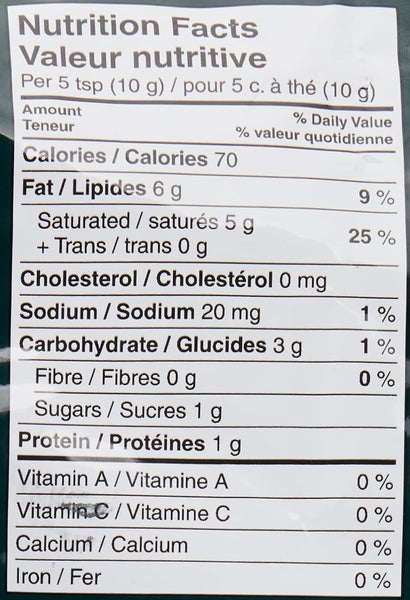 Nutrition Facts
Valeur nutritive
Per 5 tsp (10 g) / pour 5 c. à thé (10 g)
Amount
Teneur
% Daily Value
% valeur quotidienne
Calories / Calories 70
Fat / Lipides 6 g 9 %
Saturated / saturés 5 g
+ Trans / trans 0 g 25 %
Cholesterol / Cholestérol 0 mg
Sodium / Sodium 20 mg 1 %
Carbohydrate / Glucides 3 g 1 %
Fibre / Fibres 0 g 0 %
Sugars / Sucres 1 g
Protein / Protéines 1 g
Vitamin A / Vitamine A 0 %
Vitamin C / Vitamine C 0 %
Calcium / Calcium 0 %
Iron / Fer 0 %